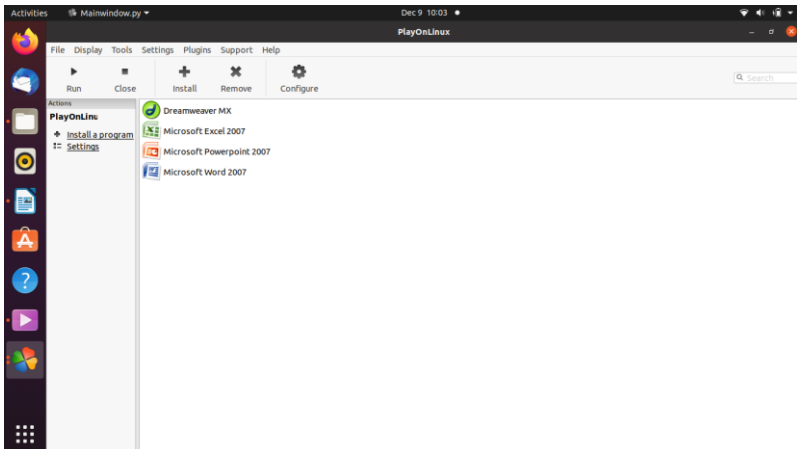 Activities Mainwindow.py Dec 9 10:03
PlayOnLinux
File Display Tools Settings Plugins Support Help
Run Close Install Remove Configure Search
Actions
PlayOnLinu
Install a program
Settings
Dreamweaver MX
Microsoft Excel 2007
Microsoft Powerpoint 2007
Microsoft Word 2007